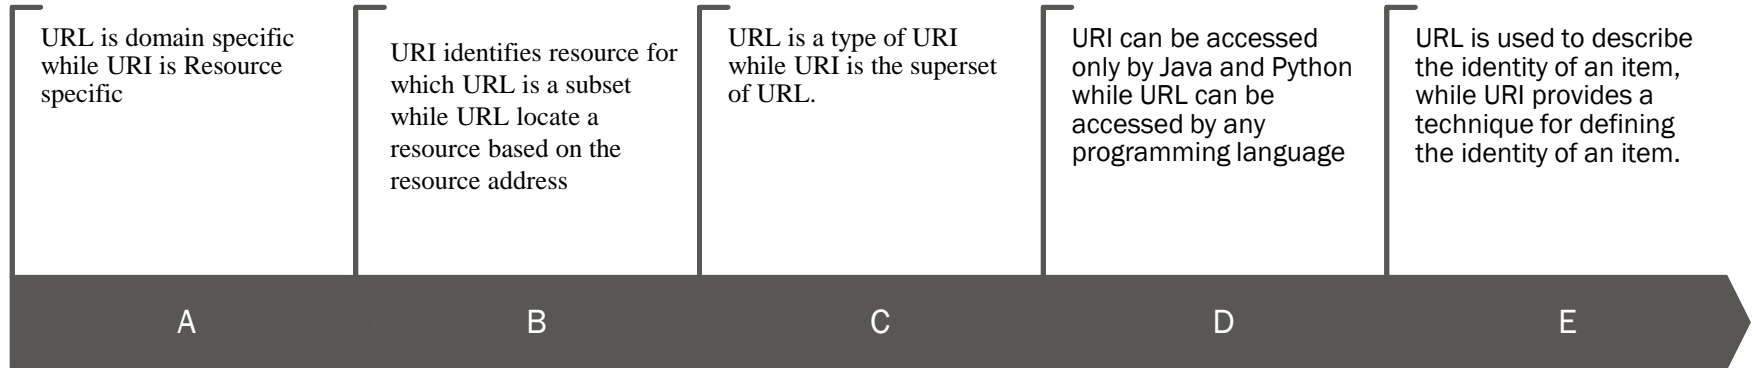 URL is domain specific
while URI is Resource
specific
URI identifies resource for
which URL is a subset
while URL locate a
resource based on the
resource address
URL is a type of URI
while URI is the superset
of URL.
URI can be accessed
only by Java and Python
while URL can be
accessed by any
programming language
URL is used to describe
the identity of an item,
while URI provides a
technique for defining
the identity of an item.
A
B
C
D
E